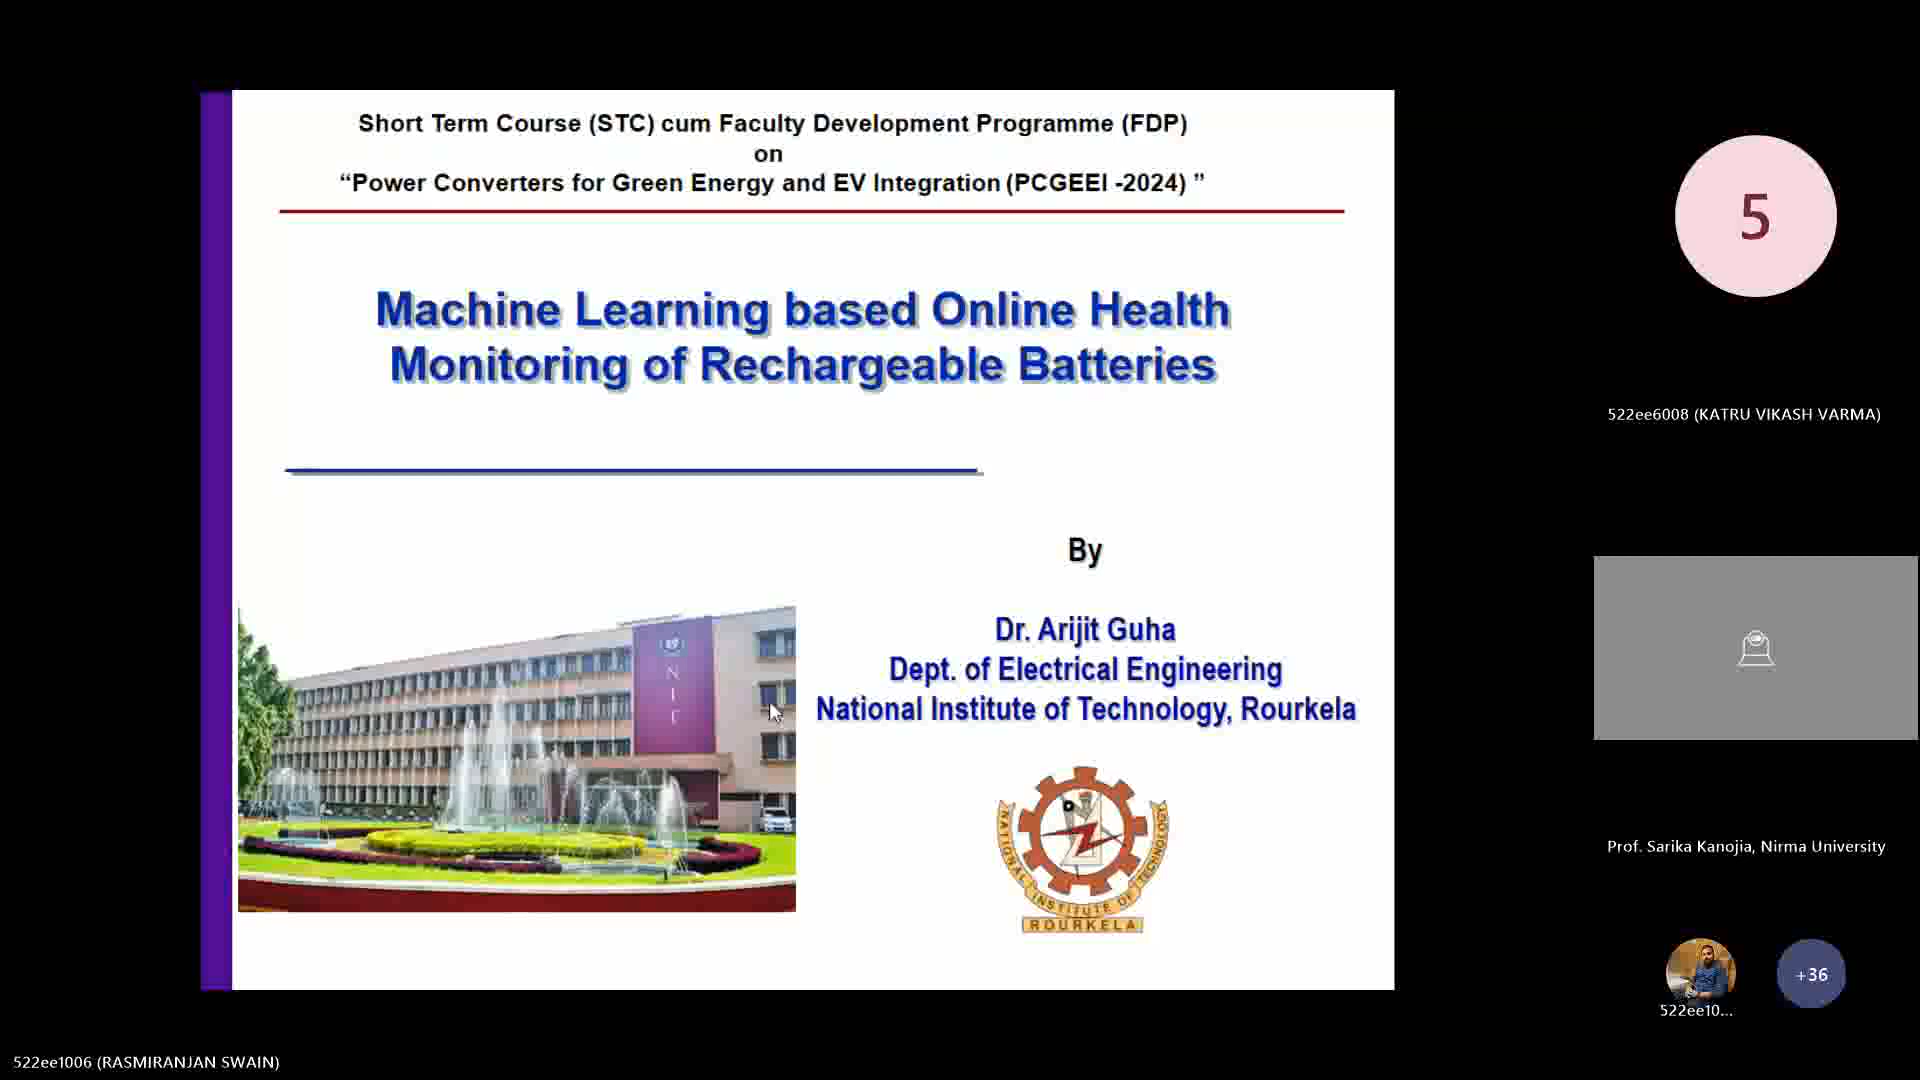 Short Term Course (STC) cum Faculty Development Programme (FDP)
on
“Power Converters for Green Energy and EV Integration (PCGEEI -2024) ”
Machine Learning based Online Health
Monitoring of Rechargeable Batteries
By
Dr. Arijit Guha
Dept. of Electrical Engineering
National Institute of Technology, Rourkela
N
I
T
NATIONAL INSTITUTE OF TECHNOLOGY
ROURKELA
5
522ee6008 (KATRU VIKASH VARMA)
Prof. Sarika Kanojia, Nirma University
522ee10...
+36
522ee1006 (RASMIRANJAN SWAIN)